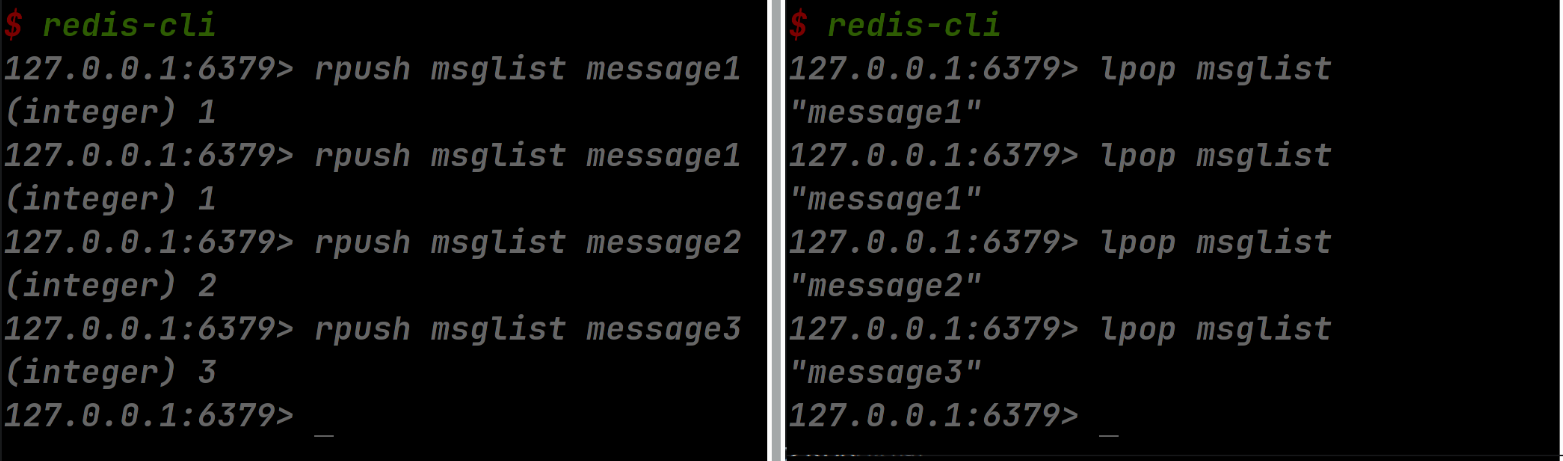 $ redis-cli
127.0.0.1:6379> rpush msglist message1
(integer) 1
127.0.0.1:6379> rpush msglist message1
(integer) 1
127.0.0.1:6379> rpush msglist message2
(integer) 2
127.0.0.1:6379> rpush msglist message3
(integer) 3
127.0.0.1:6379> _
$ redis-cli
127.0.0.1:6379> lpop msglist
"message1"
127.0.0.1:6379> lpop msglist
"message1"
127.0.0.1:6379> lpop msglist
"message2"
127.0.0.1:6379> lpop msglist
"message3"
127.0.0.1:6379> _